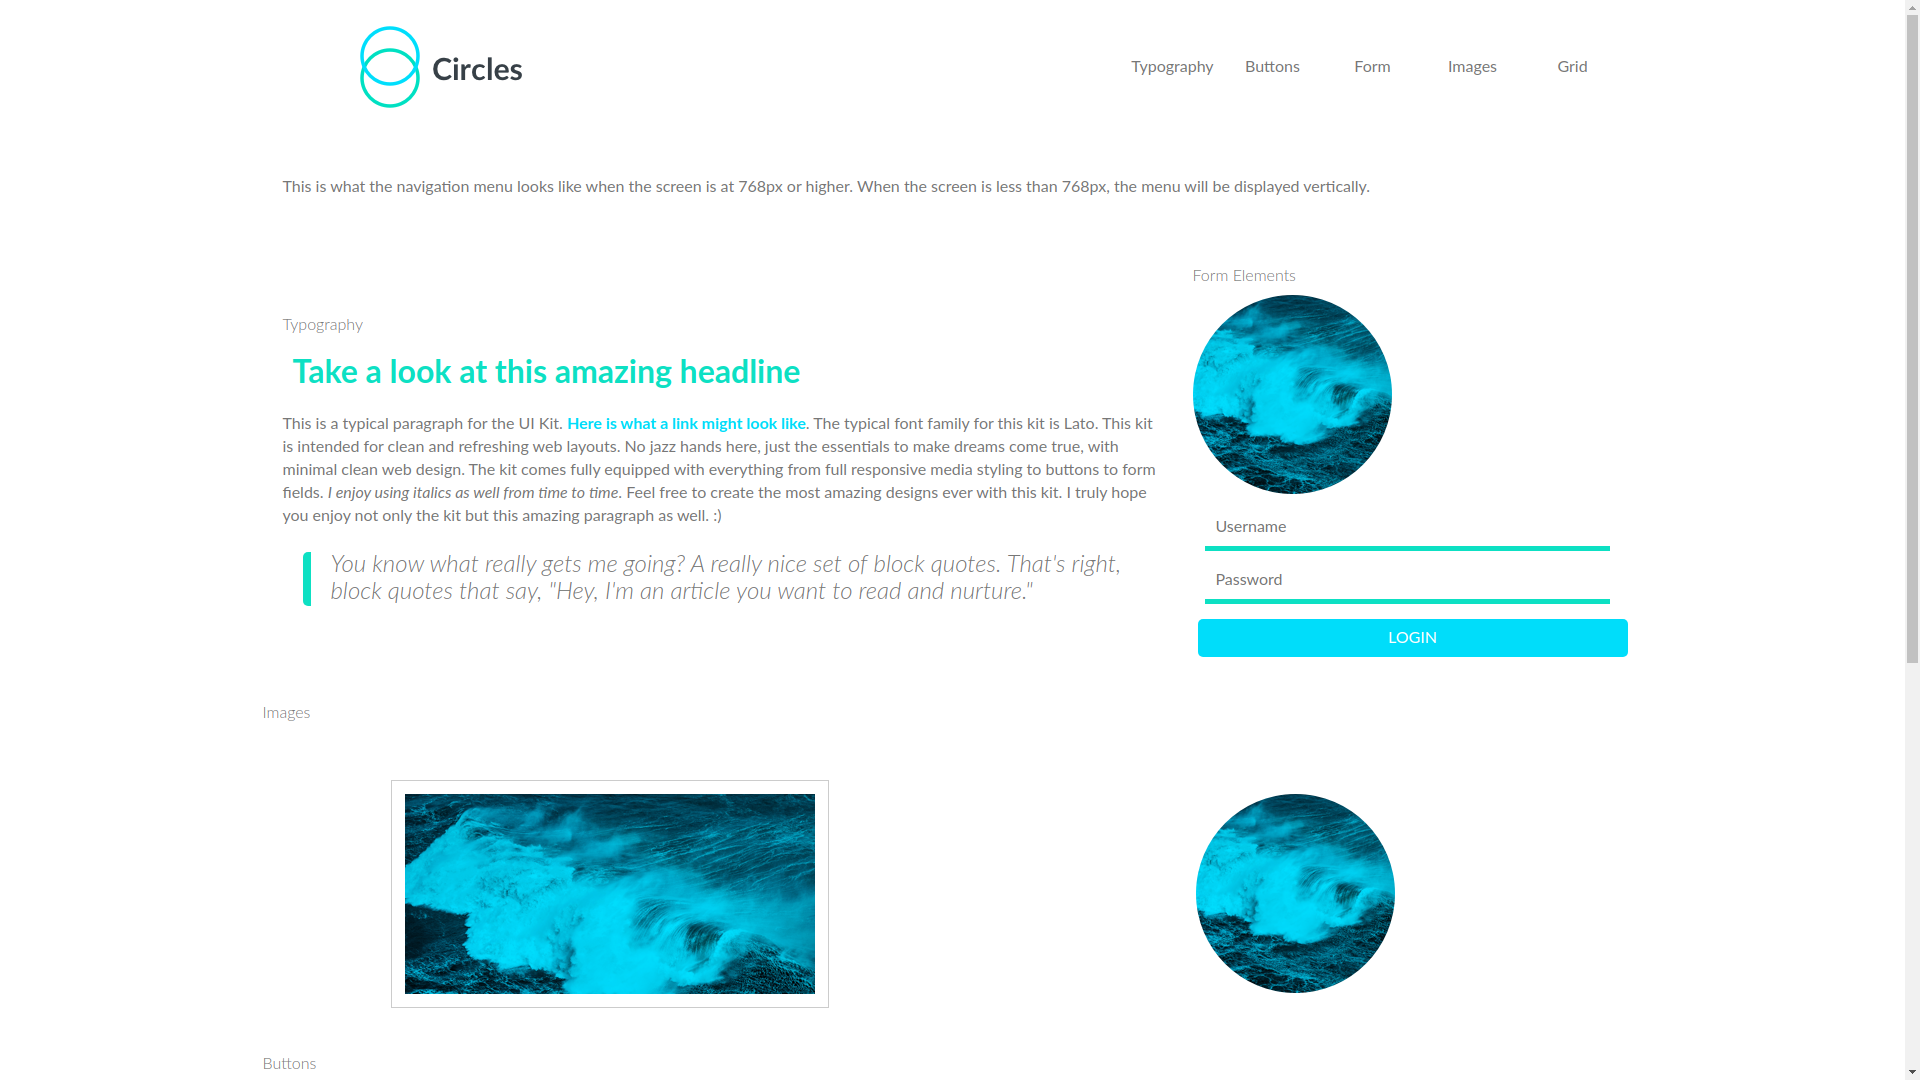 Circles
Typography
Buttons
Form
Images
Grid
This is what the navigation menu looks like when the screen is at 768px or higher. When the screen is less than 768px, the menu will be displayed vertically.
Typography
Take a look at this amazing headline
This is a typical paragraph for the UI Kit. Here is what a link might look like. The typical font family for this kit is Lato. This kit
is intended for clean and refreshing web layouts. No jazz hands here, just the essentials to make dreams come true, with
minimal clean web design. The kit comes fully equipped with everything from full responsive media styling to buttons to form
fields. I enjoy using italics as well from time to time. Feel free to create the most amazing designs ever with this kit. I truly hope
you enjoy not only the kit but this amazing paragraph as well. :)
You know what really gets me going? A really nice set of block quotes. That's right,
block quotes that say, "Hey, I'm an article you want to read and nurture."
Form Elements
Username
Password
LOGIN
Images
Buttons